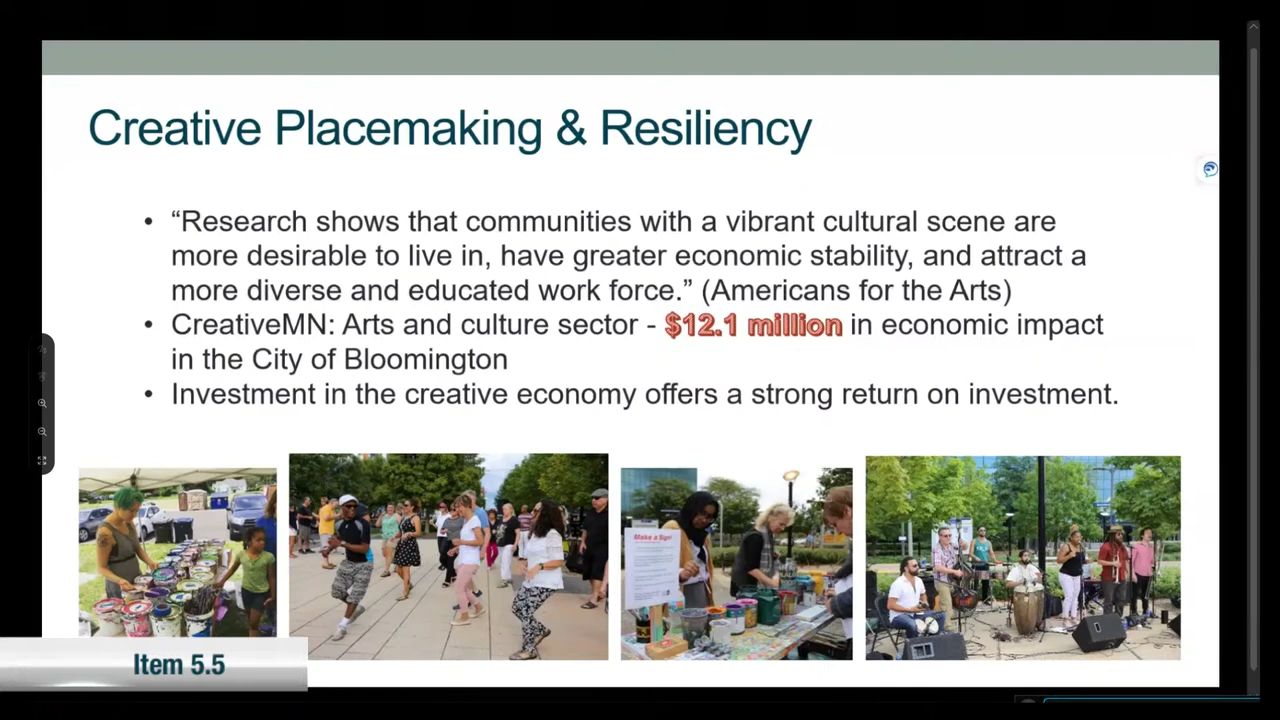 Creative Placemaking & Resiliency
• “Research shows that communities with a vibrant cultural scene are
more desirable to live in, have greater economic stability, and attract a
more diverse and educated work force.” (Americans for the Arts)
• CreativeMN: Arts and culture sector - $12.1 million in economic impact
in the City of Bloomington
• Investment in the creative economy offers a strong return on investment.
Make a Sign!
Item 5.5